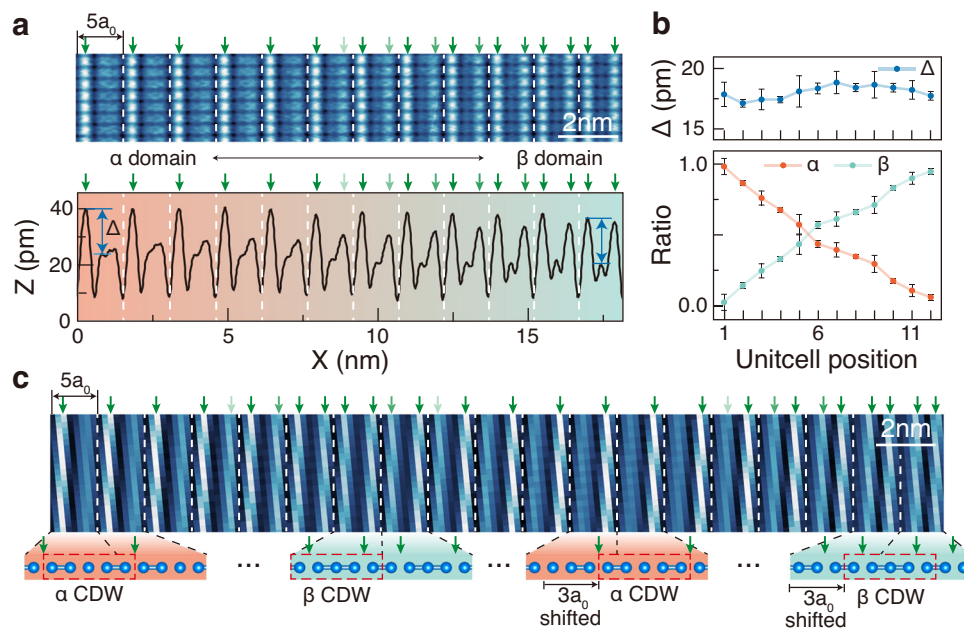 a
5a₀
2nm
α domain
β domain
40
20
0
Z (pm)
Δ
0
5
10
15
X (nm)
b
20
15
Δ (pm)
Δ
1.0
0.0
Ratio
α
β
1
6
11
Unitcell position
c
5a₀
2nm
α CDW
...
β CDW
...
3a₀
shifted
α CDW
...
3a₀
shifted
β CDW